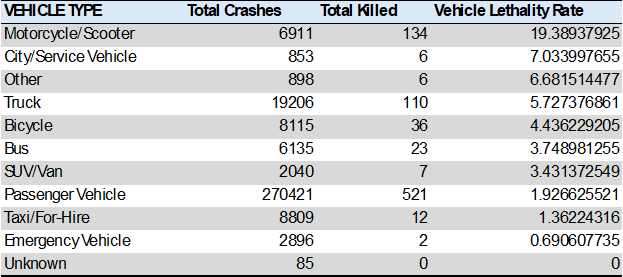 VEHICLE TYPE Total Crashes Total Killed Vehicle Lethality Rate
Motorcycle/Scooter 6911 134 19.38937925
City/Service Vehicle 853 6 7.033997655
Other 898 6 6.681514477
Truck 19206 110 5.727376861
Bicycle 8115 36 4.436229205
Bus 6135 23 3.748981255
SUV/Van 2040 7 3.431372549
Passenger Vehicle 270421 521 1.926625521
Taxi/For-Hire 8809 12 1.36224316
Emergency Vehicle 2896 2 0.690607735
Unknown 85 0 0